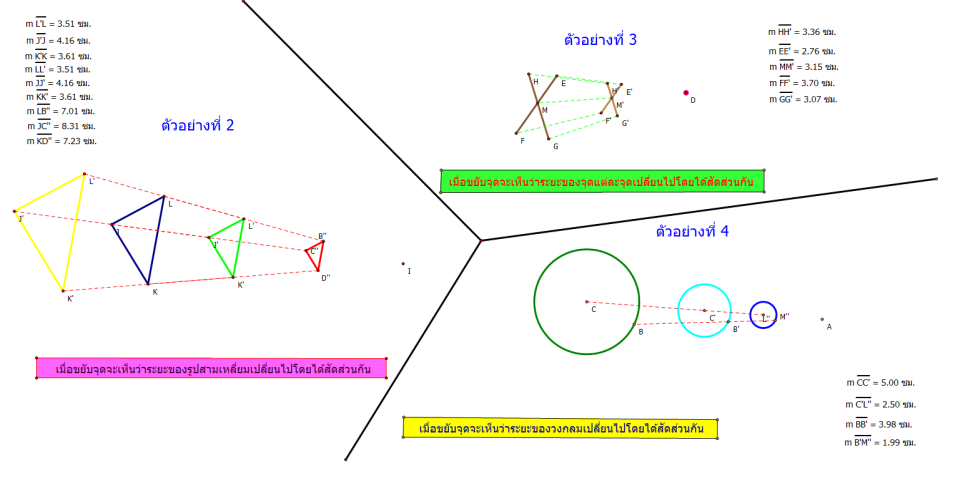 m L'L = 3.51 ซม.
m J'J = 4.16 ซม.
m K'K = 3.61 ซม.
m LL' = 3.51 ซม.
m JJ' = 4.16 ซม.
m KK' = 3.61 ซม.
m LB'' = 7.01 ซม.
m JC'' = 8.31 ซม.
m KD'' = 7.23 ซม.
ตัวอย่างที่ 2
L'
J'
K'
L
J
K
L'
J'
K'
B''
C''
D''
I
เมื่อขยับจุดจะเห็นว่าระยะของรูปสามเหลี่ยมเปลี่ยนไปโดยได้สัดส่วนกัน
ตัวอย่างที่ 3
m HH' = 3.36 ซม.
m EE' = 2.76 ซม.
m MM' = 3.15 ซม.
m FF' = 3.70 ซม.
m GG' = 3.07 ซม.
H
E
M
F
G
H'
E'
M'
F'
G'
D
เมื่อขยับจุดจะเห็นว่าระยะของจุดแต่ละจุดเปลี่ยนไปโดยได้สัดส่วนกัน
ตัวอย่างที่ 4
C
B
C'
B'
L''
M''
A
m CC' = 5.00 ซม.
m C'L'' = 2.50 ซม.
m BB' = 3.98 ซม.
m B'M'' = 1.99 ซม.
เมื่อขยับจุดจะเห็นว่าระยะของวงกลมเปลี่ยนไปโดยได้สัดส่วนกัน